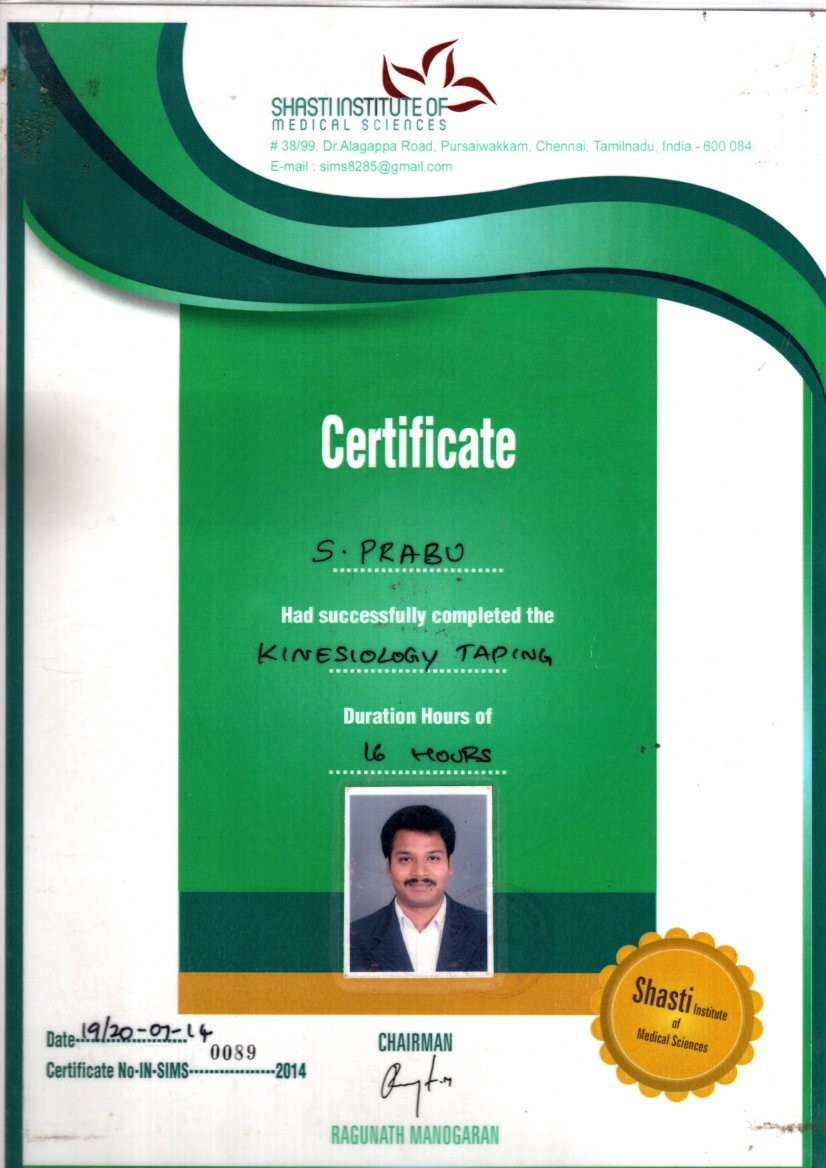 SHASTI INSTITUTE OF
MEDICAL SCIENCES
# 38/99, Dr.Alagappa Road, Pursaiwakkam, Chennai, Tamilnadu, India - 600 084.
E-mail : sims8285@gmail.com
Certificate
S. PRABU
Had successfully completed the
KINESIOLOGY TAPING
Duration Hours of
16 HOURS
Date 19/20-07-14
Certificate No-IN-SIMS 0089 2014
CHAIRMAN
RAGUNATH MANOGARAN
Shasti Institute
of
Medical Sciences